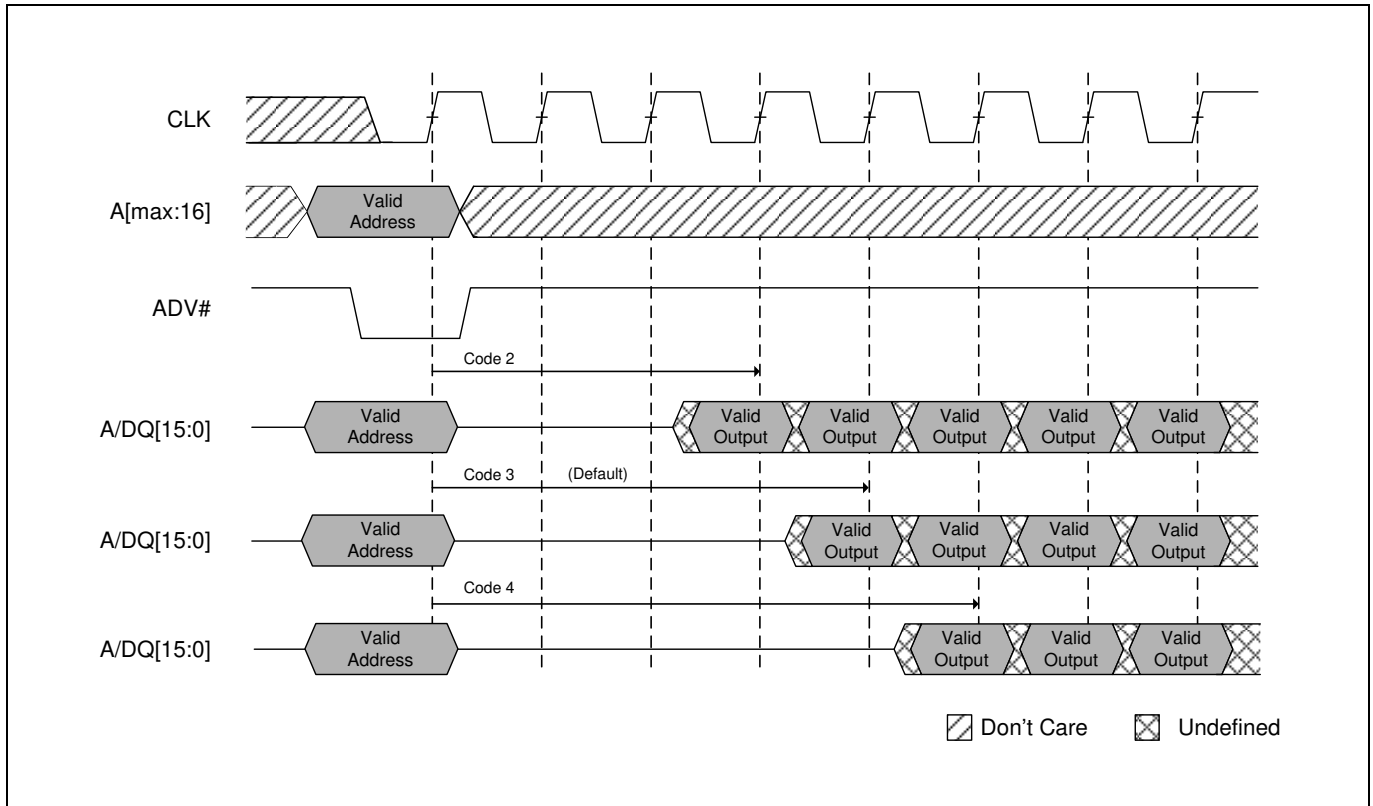 CLK
A[max:16]
Valid
Address
ADV#
Code 2
A/DQ[15:0]
Valid
Address
Valid
Output
Valid
Output
Valid
Output
Valid
Output
Valid
Output
Code 3
(Default)
A/DQ[15:0]
Valid
Address
Valid
Output
Valid
Output
Valid
Output
Valid
Output
Code 4
A/DQ[15:0]
Valid
Address
Valid
Output
Valid
Output
Valid
Output
Don't Care
Undefined